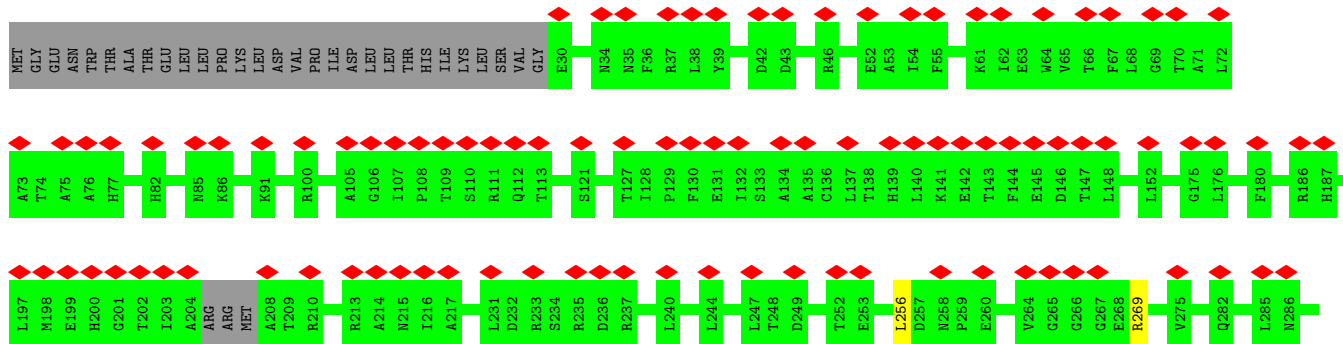 MET GLY GLU ASN TRP THR THR ALA THR GLU LEU LEU PRO LYS LEU ASP VAL PRO ILE ASP LEU LEU THR HIS ILE LYS LEU SER VAL GLY E30 N34 N35 F36 R37 L38 Y39 D42 D43 R46 E52 A53 I54 F55 K61 I62 E63 W64 V65 T66 F67 L68 G69 T70 A71 L72
A73 T74 A75 A76 H77 H82 N85 K86 K91 R100 A105 G106 I107 P108 T109 S110 R111 Q112 T113 S121 T127 I128 P129 F130 E131 I132 S133 A134 A135 C136 L137 T138 H139 L140 K141 E142 T143 F144 E145 D146 T147 L148 L152 G175 L176 F180 R186 H187
L197 M198 E199 H200 G201 T202 I203 A204 ARG ARG MET A208 T209 R210 R213 A214 N215 I216 A217 L231 D232 R233 S234 R235 D236 R237 L240 L244 L247 T248 D249 T252 E253 L256 D257 N258 P259 E260 V264 G265 G266 G267 E268 R269 V275 Q282 L285 N286